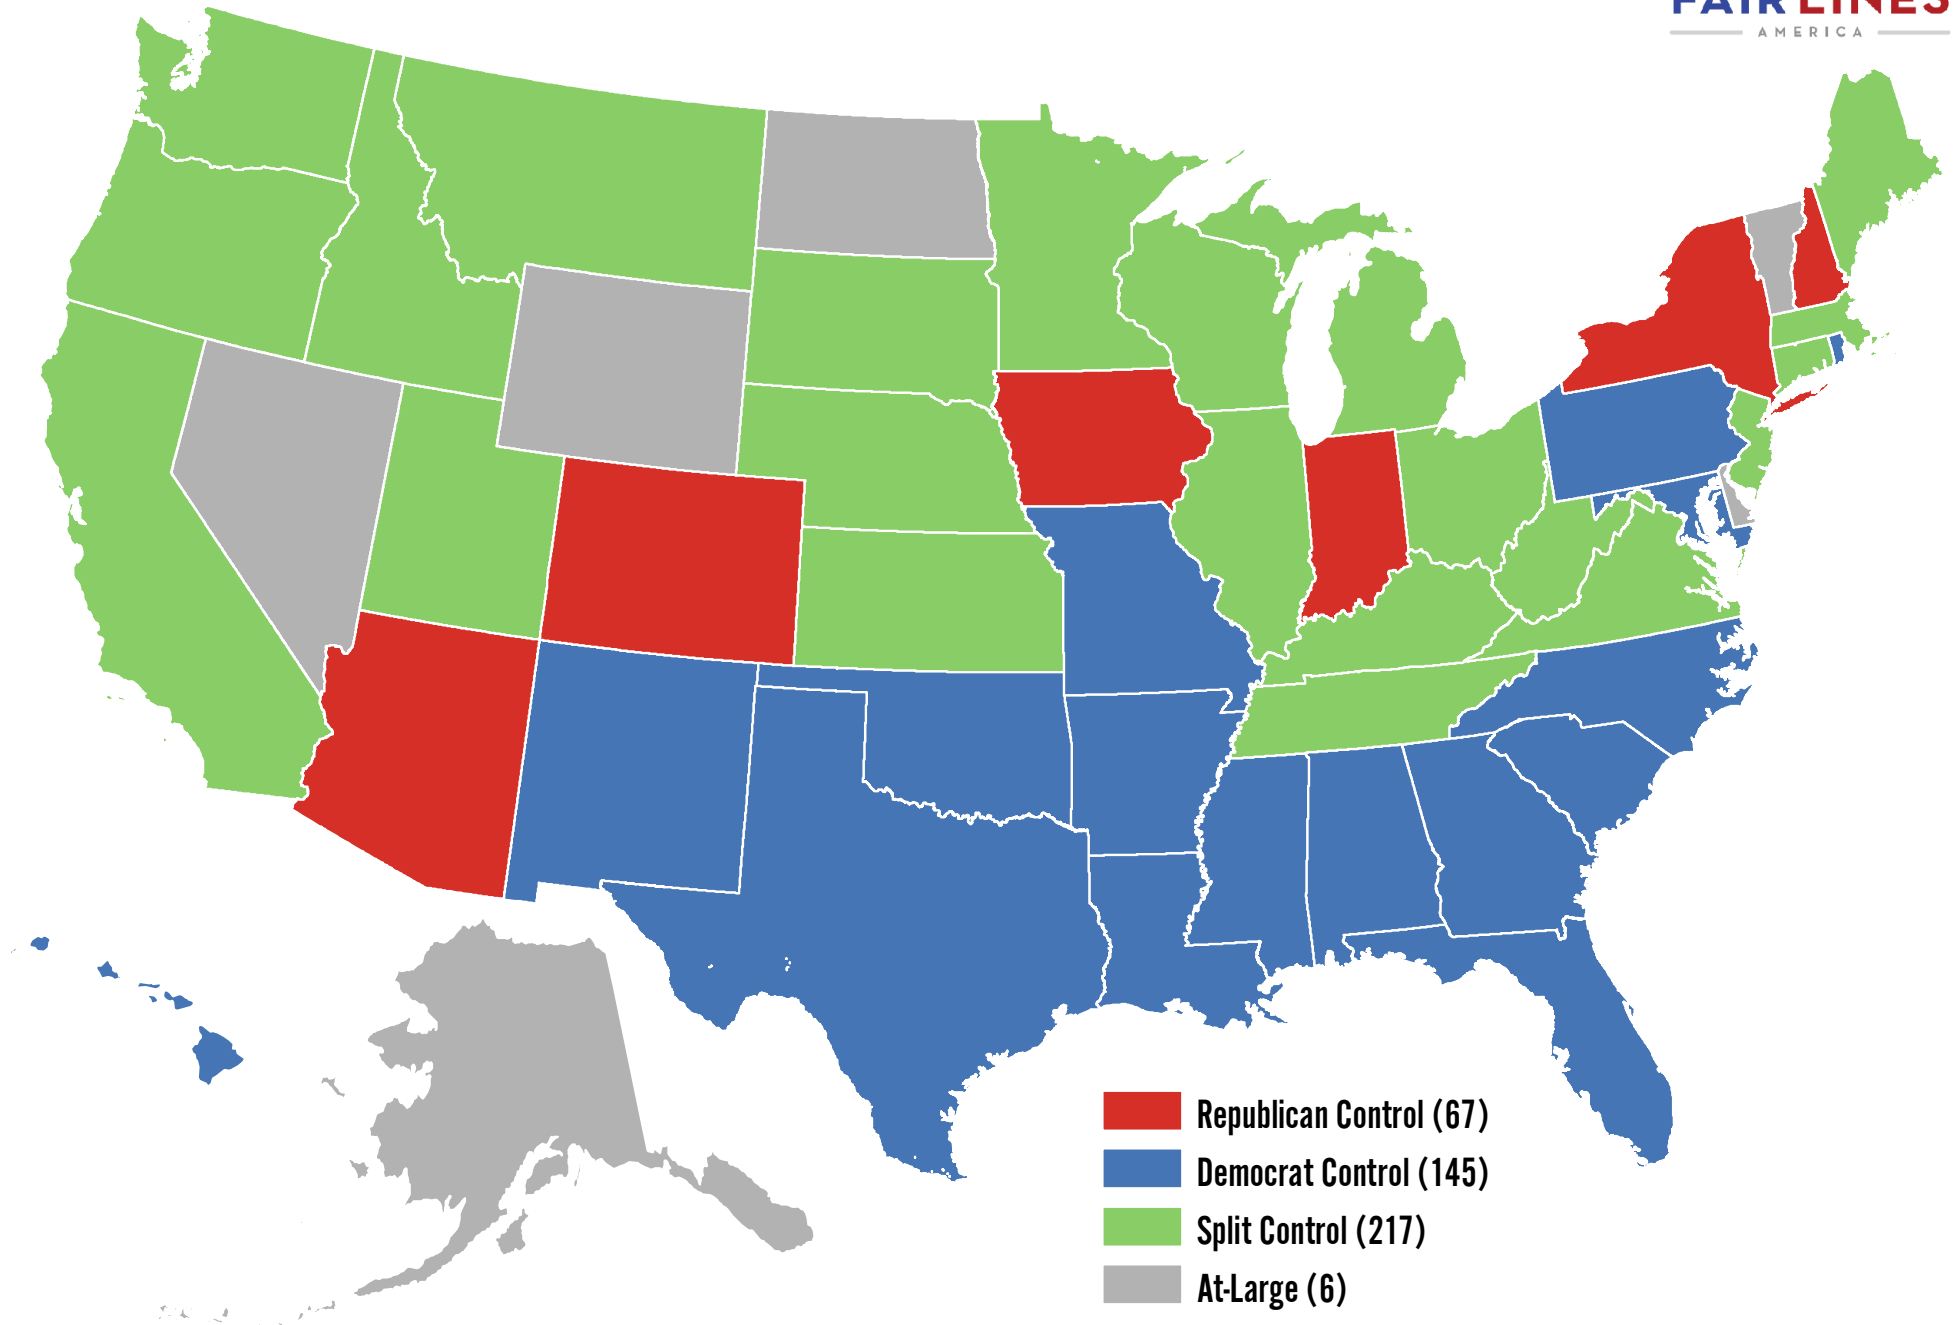 FAIR LINES
AMERICA
Republican Control (67)
Democrat Control (145)
Split Control (217)
At-Large (6)